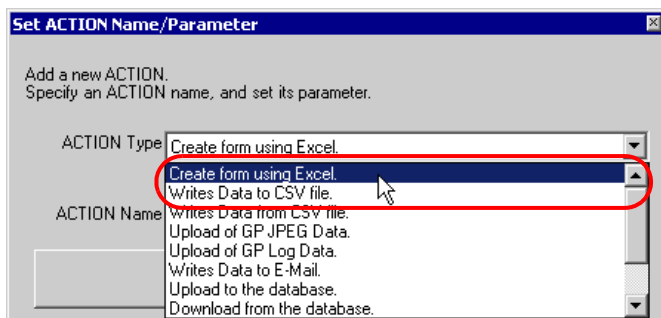 Set ACTION Name/Parameter
Add a new ACTION.
Specify an ACTION name, and set its parameter.
ACTION Type Create form using Excel.
Create form using Excel.
Writes Data to CSV file.
ACTION Name Writes Data from CSV file.
Upload of GP JPEG Data.
Upload of GP Log Data.
Writes Data to E-Mail.
Upload to the database.
Download from the database.